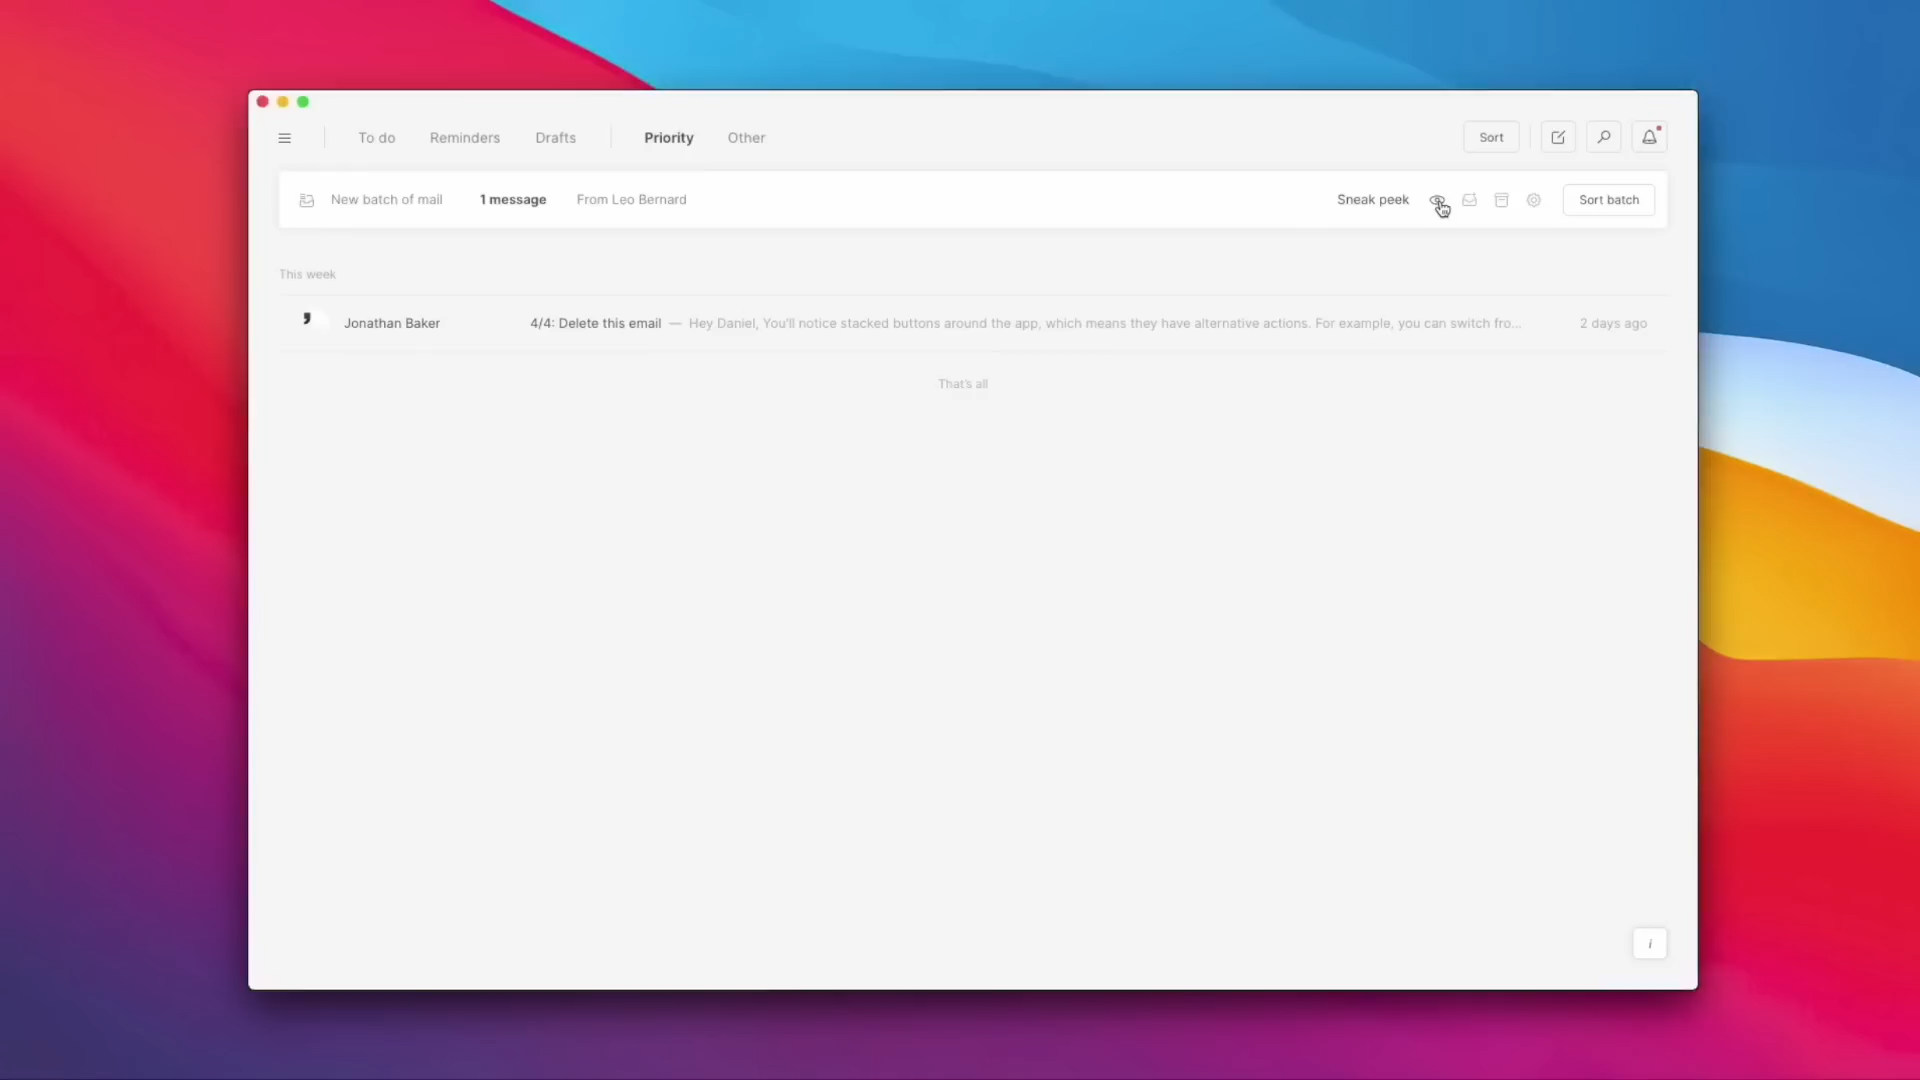 To do Reminders Drafts Priority Other Sort
New batch of mail 1 message From Leo Bernard Sneak peek Sort batch
This week
Jonathan Baker 4/4: Delete this email — Hey Daniel, You'll notice stacked buttons around the app, which means they have alternative actions. For example, you can switch fro... 2 days ago
That's all
i